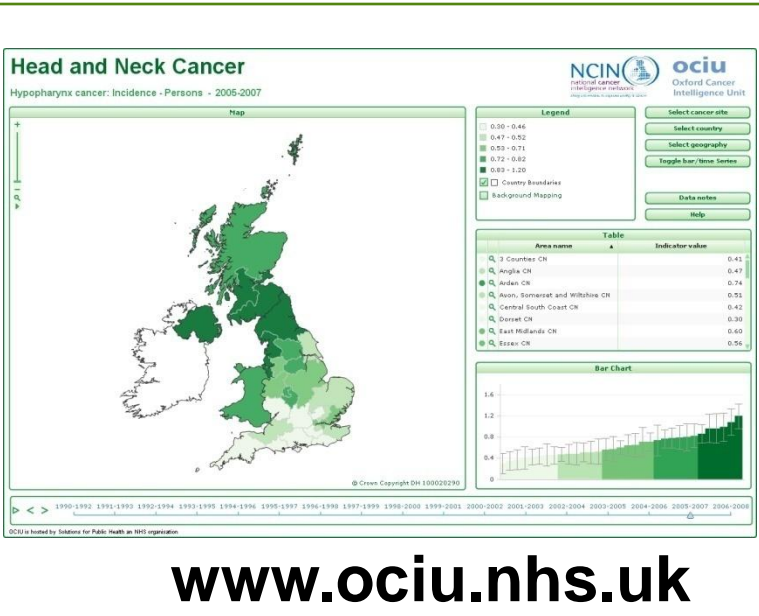 Head and Neck Cancer
Hypopharynx cancer: Incidence - Persons - 2005-2007
NCIN
national cancer
intelligence network
ociu
Oxford Cancer
Intelligence Unit
Map
© Crown Copyright DH 100020290
Legend
0.30 - 0.46
0.47 - 0.52
0.53 - 0.71
0.72 - 0.82
0.83 - 1.20
Country Boundaries
Background Mapping
Select cancer site
Select country
Select geography
Toggle bar/time Series
Data notes
Help
Table
Area name Indicator value
3 Counties CN 0.41
Anglia CN 0.47
Arden CN 0.74
Avon, Somerset and Wiltshire CN 0.51
Central South Coast CN 0.42
Dorset CN 0.30
East Midlands CN 0.60
Essex CN 0.56
Bar Chart
1.6
1.2
0.8
0.4
0
1990-1992 1991-1993 1992-1994 1993-1995 1994-1996 1995-1997 1996-1998 1997-1999 1998-2000 1999-2001 2000-2002 2001-2003 2002-2004 2003-2005 2004-2006 2005-2007 2006-2008
OCIU is hosted by Solutions for Public Health an NHS organisation
www.ociu.nhs.uk